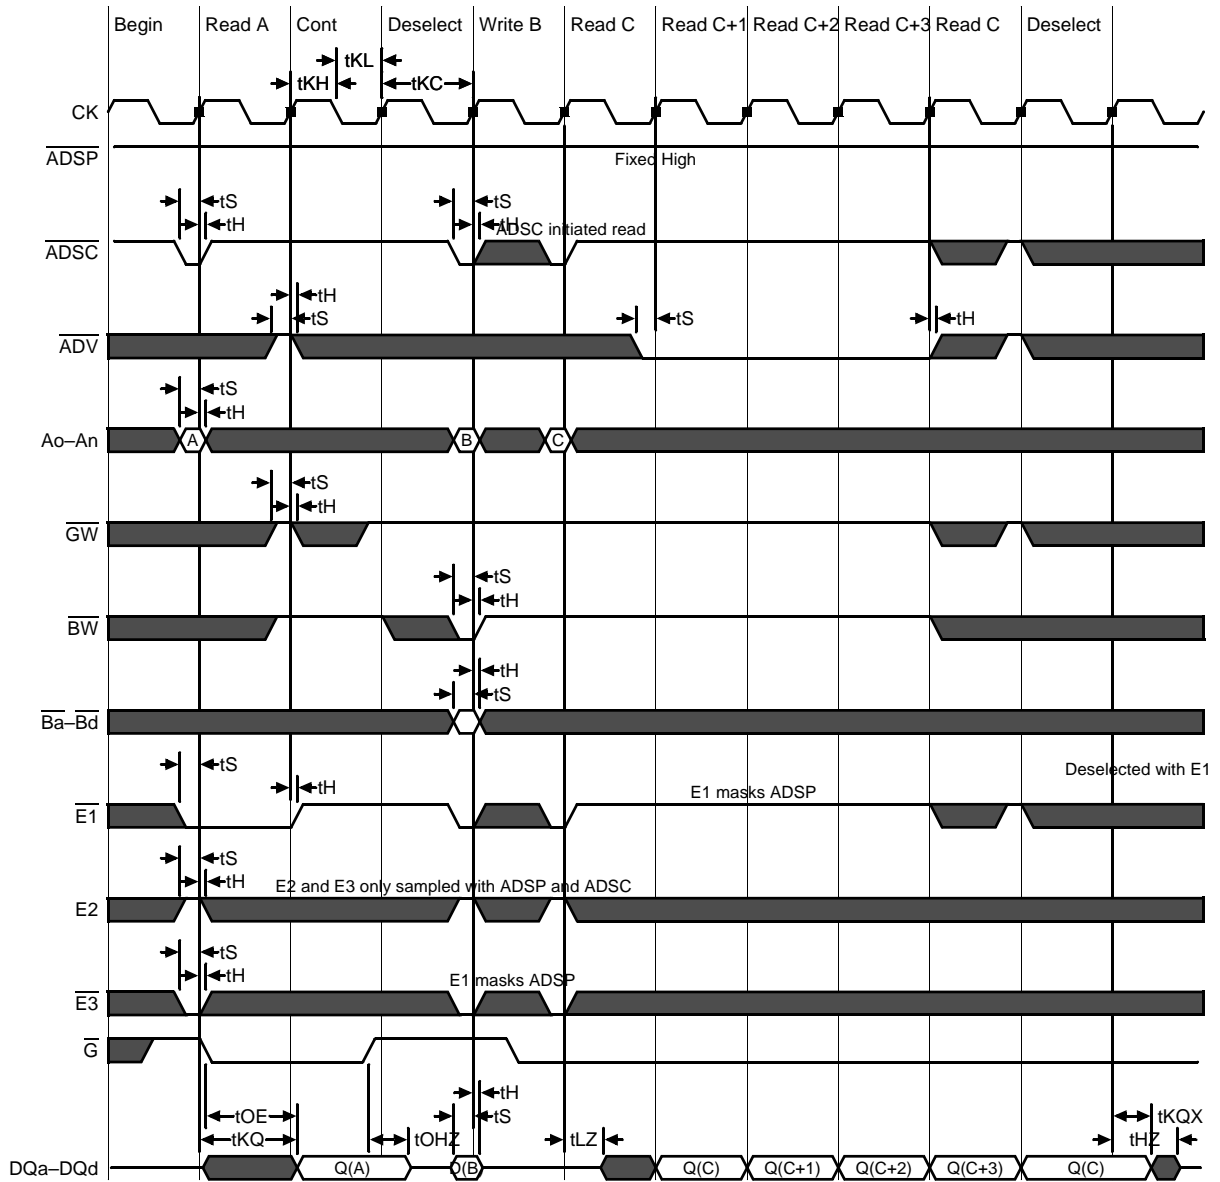 Begin Read A Cont Deselect Write B Read C Read C+1 Read C+2 Read C+3 Read C Deselect
tKL
tKH tKC
CK
ADSP Fixed High
tS tS
tH tH
ADSC ADSC initiated read
tH
tS tS tH
ADV
tS
tH
Ao–An A B C
tS
tH
GW
tS
tH
BW
tH
tS
Ba–Bd
tS Deselected with E1
tH E1 masks ADSP
E1
tS
tH E2 and E3 only sampled with ADSP and ADSC
E2
tS
tH E1 masks ADSP
E3
G
tH
tOE tS tKQX
tKQ tOHZ tLZ tHZ
DQa–DQd Q(A) D(B) Q(C) Q(C+1) Q(C+2) Q(C+3) Q(C)